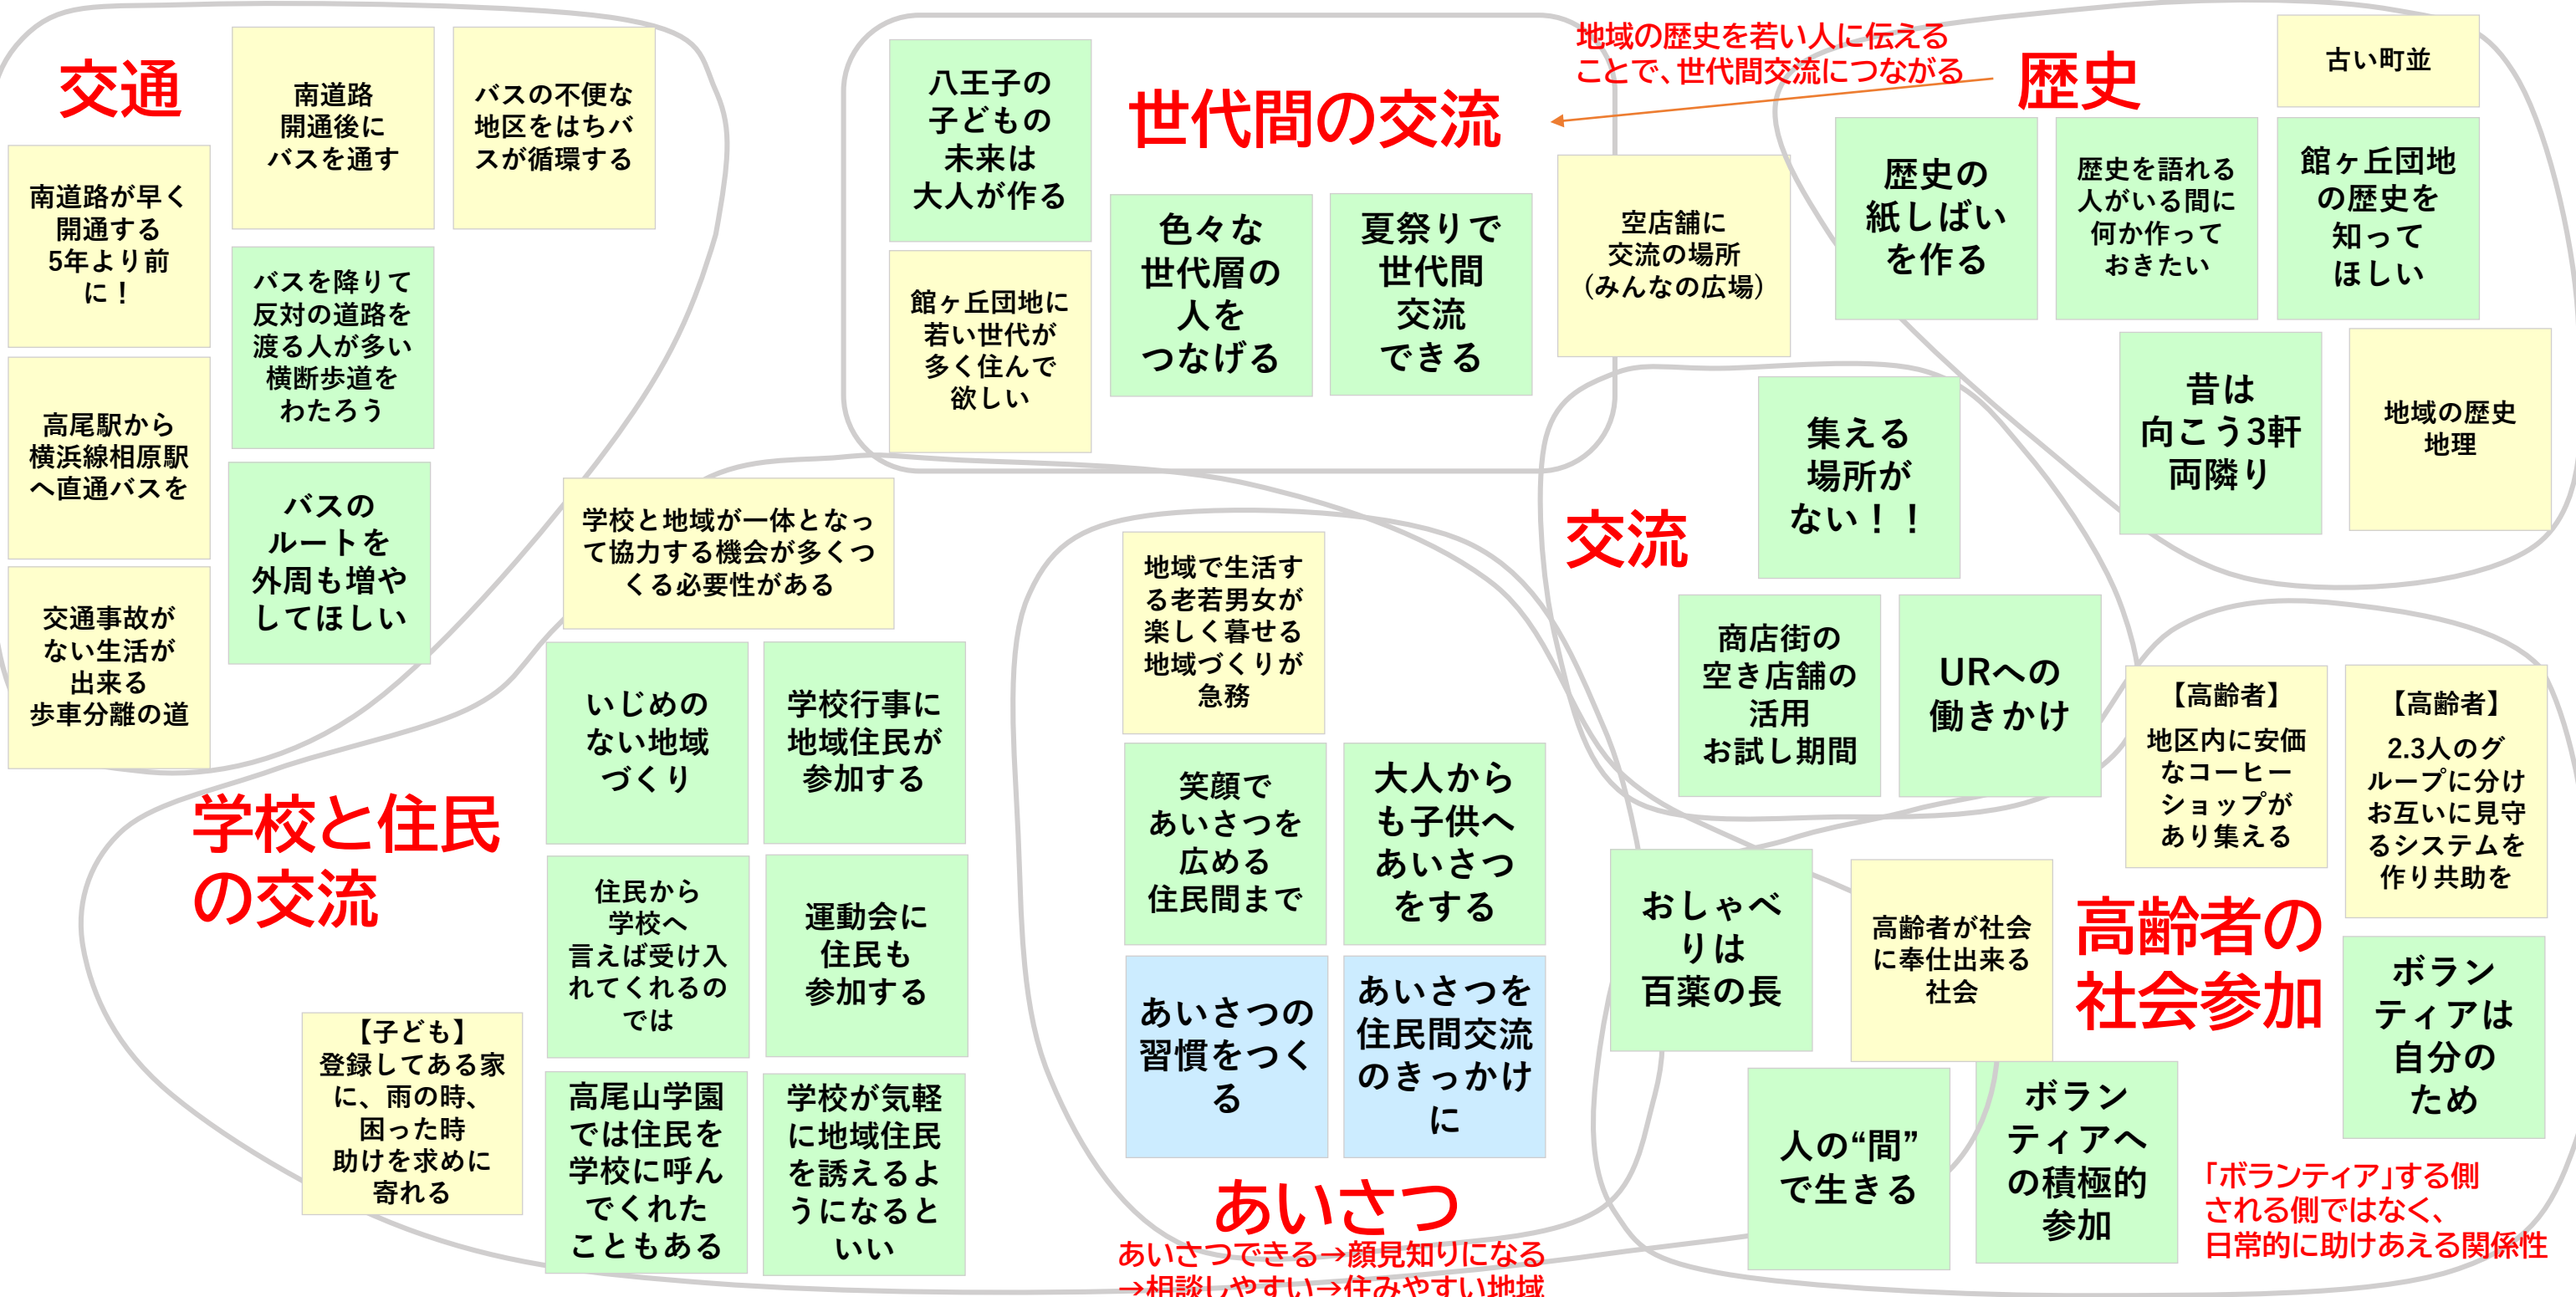 交通
南道路
開通後に
バスを通す
バスの不便な
地区をはちバ
スが循環する
南道路が早く
開通する
5年より前
に！
バスを降りて
反対の道路を
渡る人が多い
横断歩道を
わたろう
高尾駅から
横浜線相原駅
へ直通バスを
バスの
ルートを
外周も増や
してほしい
交通事故が
ない生活が
出来る
歩車分離の道
世代間の交流
八王子の
子どもの
未来は
大人が作る
色々な
世代層の
人を
つなげる
夏祭りで
世代間
交流
できる
館ヶ丘団地に
若い世代が
多く住んで
欲しい
空店舗に
交流の場所
（みんなの広場）
地域の歴史を若い人に伝える
ことで、世代間交流につながる
歴史
古い町並
歴史の
紙しばい
を作る
歴史を語れる
人がいる間に
何か作って
おきたい
館ヶ丘団地
の歴史を
知って
ほしい
昔は
向こう3軒
両隣り
地域の歴史
地理
交流
集える
場所が
ない！！
商店街の
空き店舗の
活用
お試し期間
URへの
働きかけ
学校と住民
の交流
学校と地域が一体となっ
て協力する機会が多くつ
くる必要性がある
いじめの
ない地域
づくり
学校行事に
地域住民が
参加する
住民から
学校へ
言えば受け入
れてくれるの
では
運動会に
住民も
参加する
【子ども】
登録してある家
に、雨の時、
困った時
助けを求めに
寄れる
高尾山学園
では住民を
学校に呼ん
でくれた
こともある
学校が気軽
に地域住民
を誘えるよ
うになると
いい
地域で生活す
る老若男女が
楽しく暮せる
地域づくりが
急務
笑顔で
あいさつを
広める
住民間まで
大人から
も子供へ
あいさつ
をする
あいさつの
習慣をつく
る
あいさつを
住民間交流
のきっかけ
に
あいさつ
あいさつできる→顔見知りになる
→相談しやすい→住みやすい地域
高齢者の
社会参加
【高齢者】
地区内に安価
なコーヒー
ショップが
あり集える
【高齢者】
2.3人のグ
ループに分け
お互いに見守
るシステムを
作り共助を
おしゃべ
りは
百薬の長
高齢者が社会
に奉仕出来る
社会
ボラン
ティアは
自分の
ため
人の“間”
で生きる
ボラン
ティアへ
の積極的
参加
「ボランティア」する側
される側ではなく、
日常的に助けあえる関係性